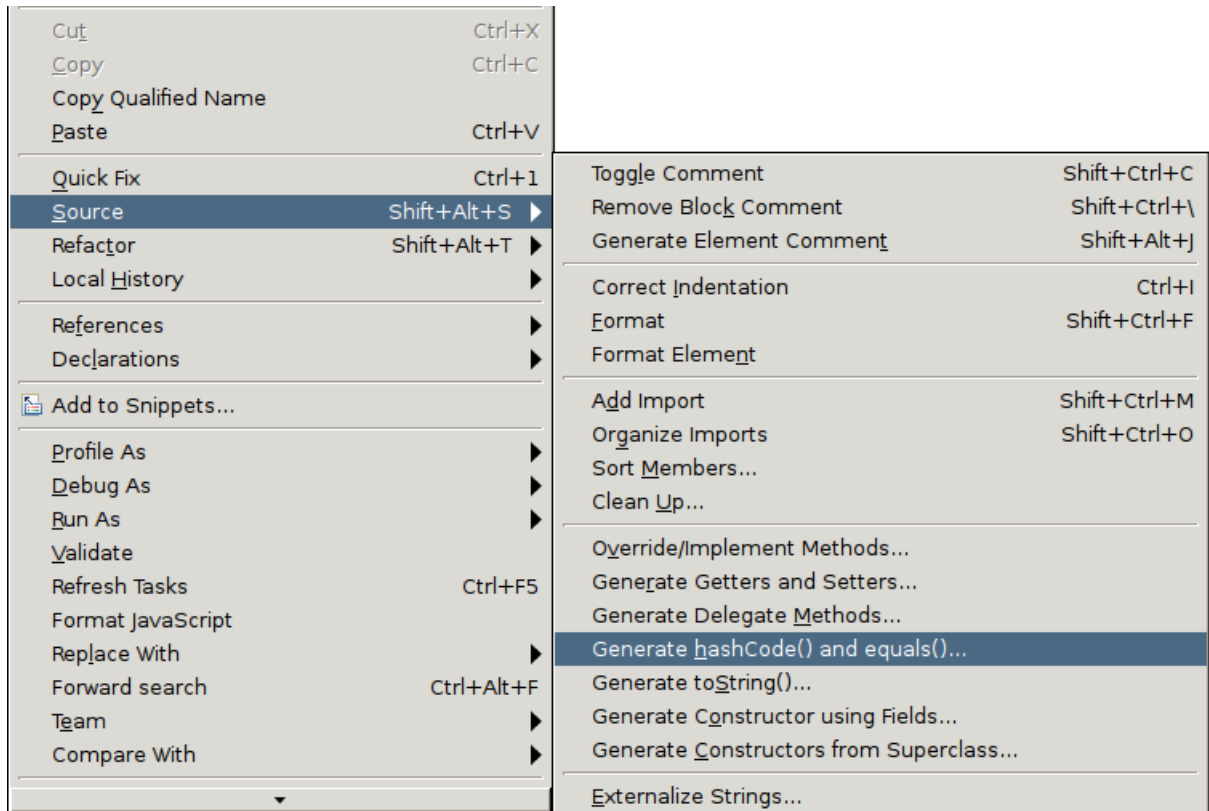 Cut Ctrl+X
Copy Ctrl+C
Copy Qualified Name
Paste Ctrl+V
Quick Fix Ctrl+1
Source Shift+Alt+S
Refactor Shift+Alt+T
Local History
References
Declarations
Add to Snippets...
Profile As
Debug As
Run As
Validate
Refresh Tasks Ctrl+F5
Format JavaScript
Replace With
Forward search Ctrl+Alt+F
Team
Compare With
Toggle Comment Shift+Ctrl+C
Remove Block Comment Shift+Ctrl+\
Generate Element Comment Shift+Alt+J
Correct Indentation Ctrl+I
Format Shift+Ctrl+F
Format Element
Add Import Shift+Ctrl+M
Organize Imports Shift+Ctrl+O
Sort Members...
Clean Up...
Override/Implement Methods...
Generate Getters and Setters...
Generate Delegate Methods...
Generate hashCode() and equals()...
Generate toString()...
Generate Constructor using Fields...
Generate Constructors from Superclass...
Externalize Strings...